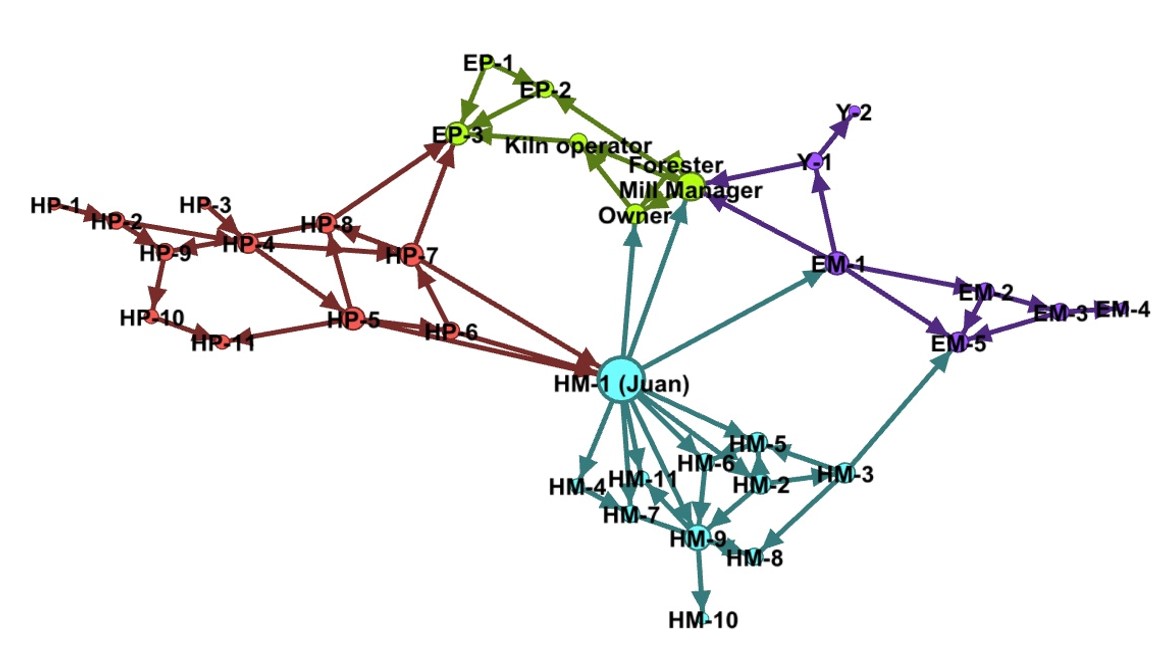 EP-1
EP-2
Y-2
EP-3
Kiln operator
Forester
Y-1
Mill Manager
HP-1
HP-3
HP-2
HP-8
Owner
HP-4
HP-9
HP-7
EM-1
EM-2
EM-3
EM-4
HP-10
HP-5
HP-6
HP-11
EM-5
HM-1 (Juan)
HM-5
HM-6
HM-3
HM-11
HM-4
HM-2
HM-7
HM-9
HM-8
HM-10